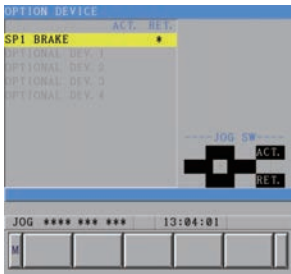 OPTION DEVICE
ACT. RET.
SP1 BRAKE *
OPTIONAL DEV. 1
OPTIONAL DEV. 2
OPTIONAL DEV. 3
OPTIONAL DEV. 4
----JOG SW----
ACT.
RET.
JOG **** *** *** 13:04:01
M